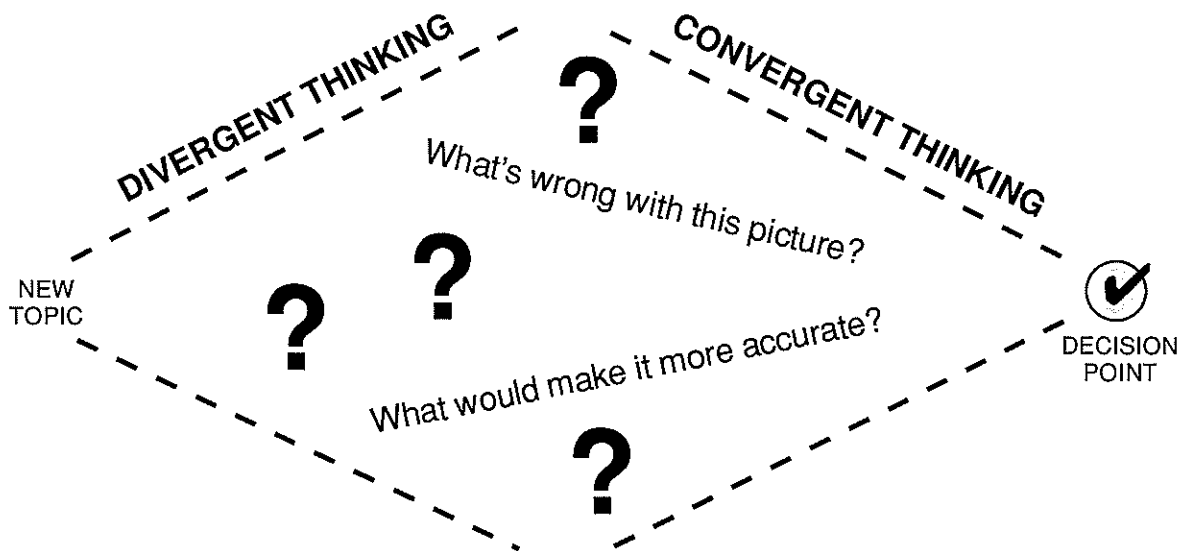 DIVERGENT THINKING
CONVERGENT THINKING
?
What's wrong with this picture?
?
?
NEW
TOPIC
DECISION
POINT
What would make it more accurate?
?